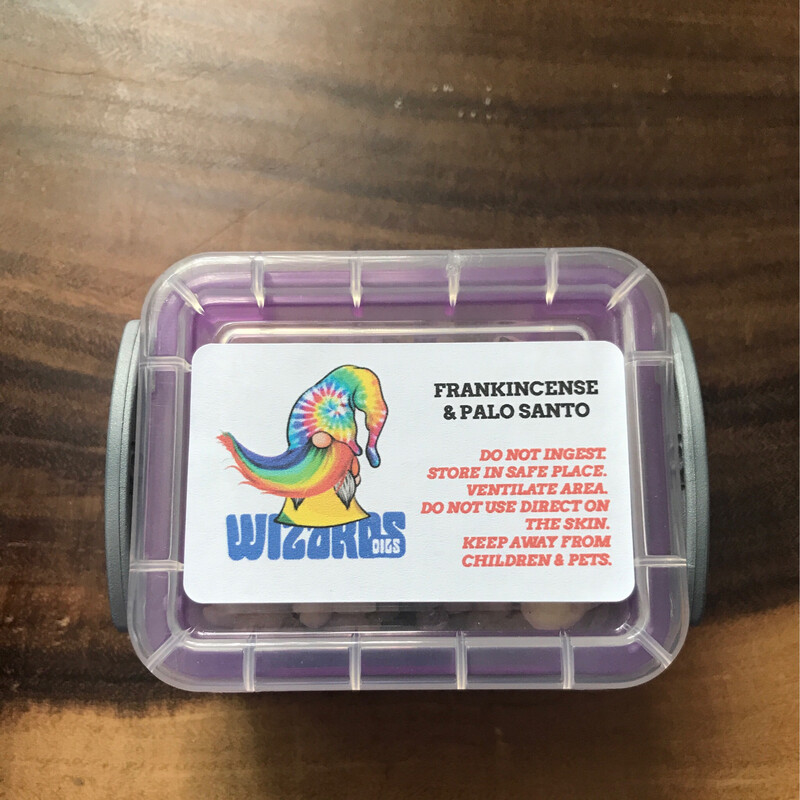 FRANKINCENSE
& PALO SANTO
DO NOT INGEST.
STORE IN SAFE PLACE.
VENTILATE AREA.
DO NOT USE DIRECT ON
THE SKIN.
KEEP AWAY FROM
CHILDREN & PETS.
WIZARDS
OILS